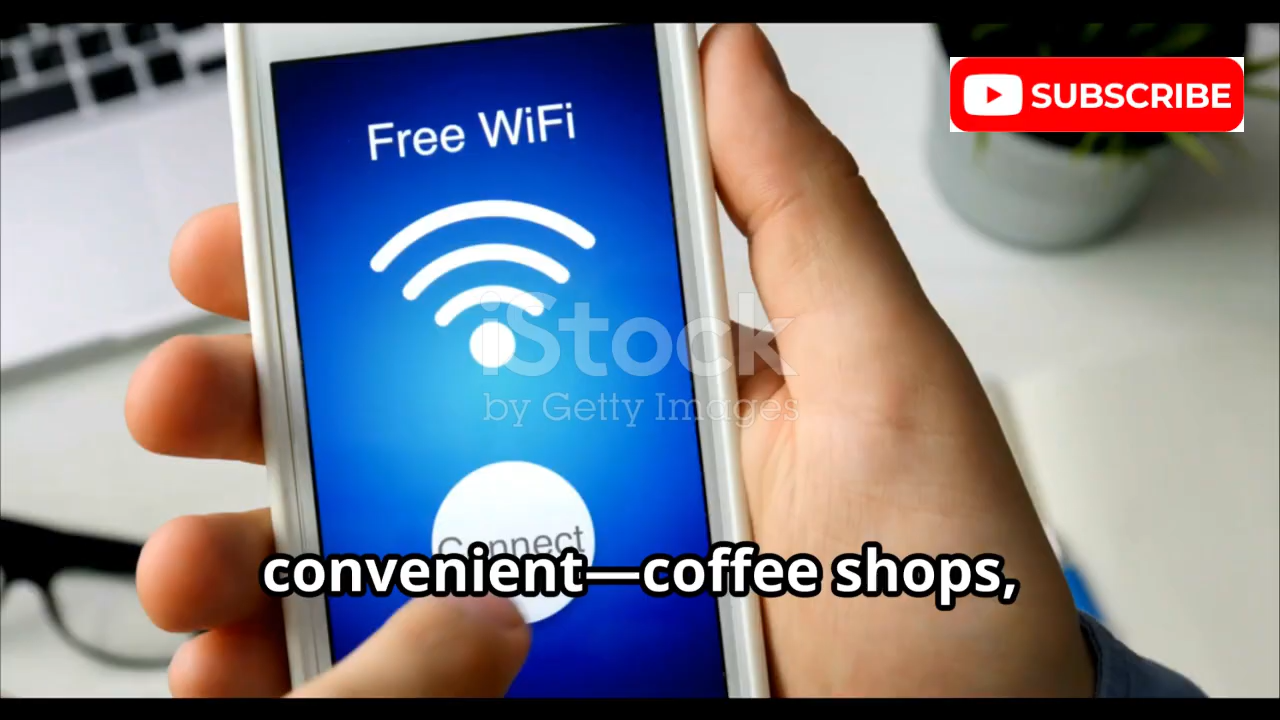 SUBSCRIBE
Free WiFi
iStock
by Getty Images
Connect
convenient—coffee shops,